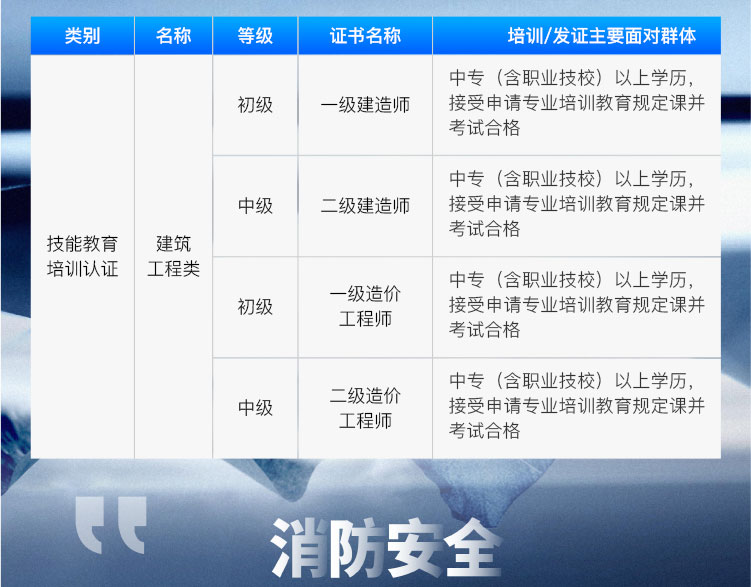 类别 名称 等级 证书名称 培训/发证主要面对群体
技能教育
培训认证
建筑
工程类
初级
一级建造师
中专（含职业技校）以上学历，
接受申请专业培训教育规定课并
考试合格
中级
二级建造师
中专（含职业技校）以上学历，
接受申请专业培训教育规定课并
考试合格
初级
一级造价
工程师
中专（含职业技校）以上学历，
接受申请专业培训教育规定课并
考试合格
中级
二级造价
工程师
中专（含职业技校）以上学历，
接受申请专业培训教育规定课并
考试合格
消防安全